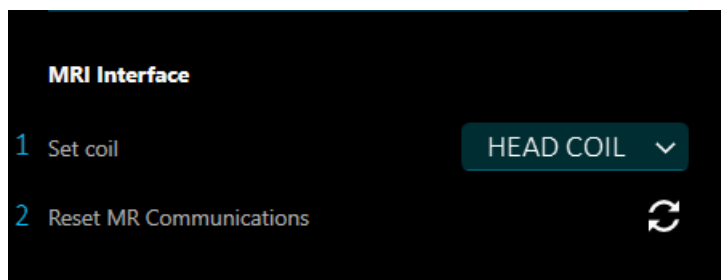 MRI Interface
1 Set coil HEAD COIL
2 Reset MR Communications